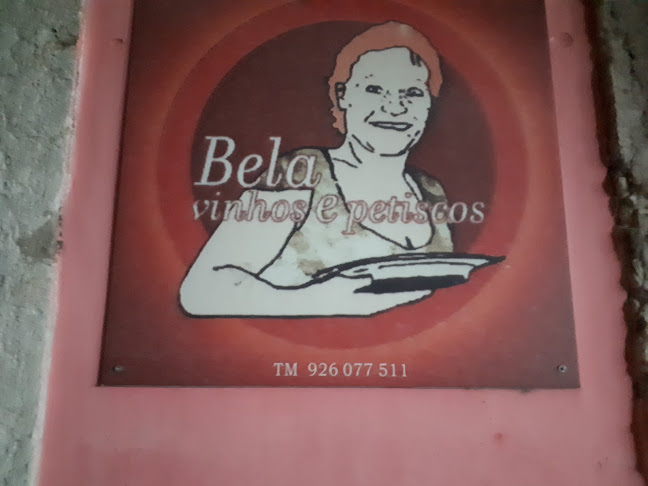 Bela
vinhos e petiscos
TM 926 077 511